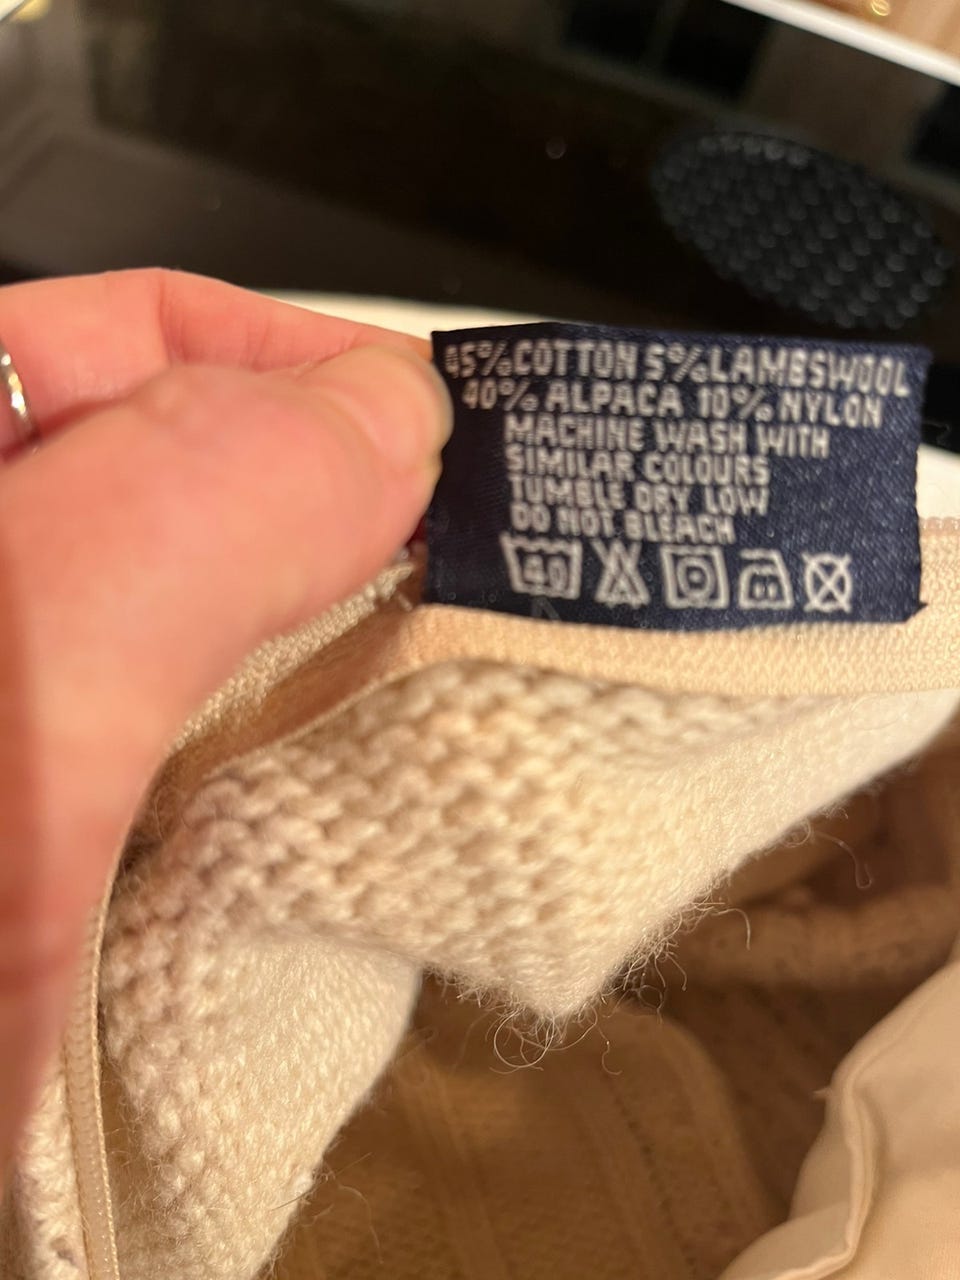 45% COTTON 5% LAMBSWOOL
40% ALPACA 10% NYLON
MACHINE WASH WITH
SIMILAR COLOURS
TUMBLE DRY LOW
DO NOT BLEACH
40